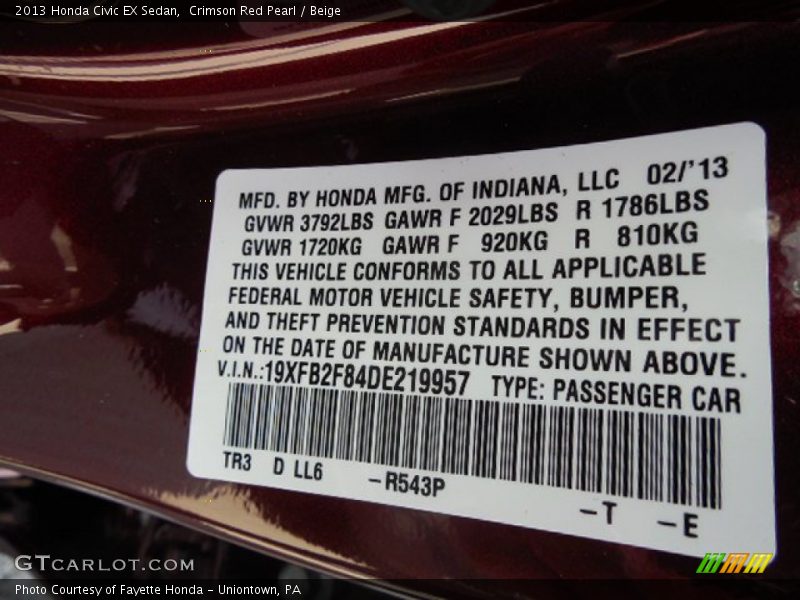 2013 Honda Civic EX Sedan,  Crimson Red Pearl / Beige
MFD. BY HONDA MFG. OF INDIANA, LLC 02/'13
GVWR 3792LBS GAWR F 2029LBS R 1786LBS
GVWR 1720KG GAWR F 920KG R 810KG
THIS VEHICLE CONFORMS TO ALL APPLICABLE
FEDERAL MOTOR VEHICLE SAFETY, BUMPER,
AND THEFT PREVENTION STANDARDS IN EFFECT
ON THE DATE OF MANUFACTURE SHOWN ABOVE.
V.I.N.:19XFB2F84DE219957 TYPE: PASSENGER CAR
TR3 D LL6 –R543P –T –E
GTCARLOT.COM
Photo Courtesy of Fayette Honda – Uniontown, PA